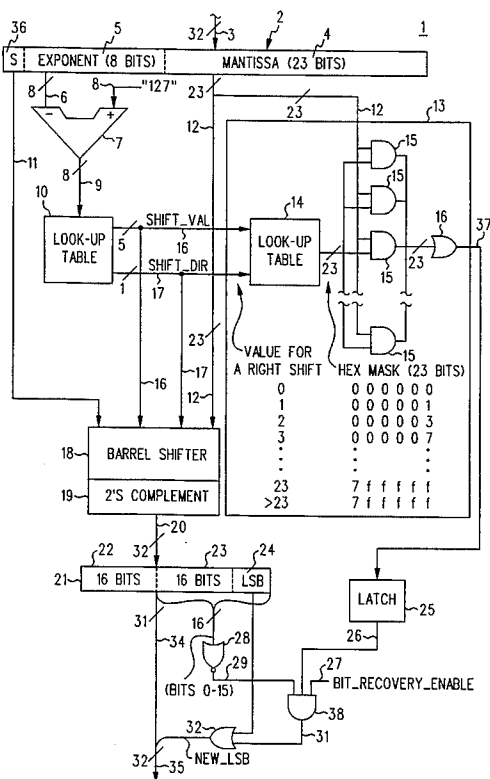 36 5 32 3 2 1
4
S EXPONENT (8 BITS) MANTISSA (23 BITS)
8 8 "127" 23 23
6 12 13
- + 7 12 15
11 8 9
10 14 15 37
SHIFT_VAL 16
LOOK-UP TABLE 5 16 LOOK-UP TABLE 23 23
SHIFT_DIR 15
1 17
23 VALUE FOR A RIGHT SHIFT HEX MASK (23 BITS) 15
16 17 12
0 0 0 0 0 0 0
1 0 0 0 0 0 1
2 0 0 0 0 0 3
3 0 0 0 0 0 7
23 7 f f f f f
>23 7 f f f f f
18 BARREL SHIFTER
19 2'S COMPLEMENT
32 20
22 23 24
21 16 BITS 16 BITS LSB
LATCH 25
31 16 26
34 28 27
(BITS 0-15) 29 BIT_RECOVERY_ENABLE
38
32 31
32 35 NEW_LSB